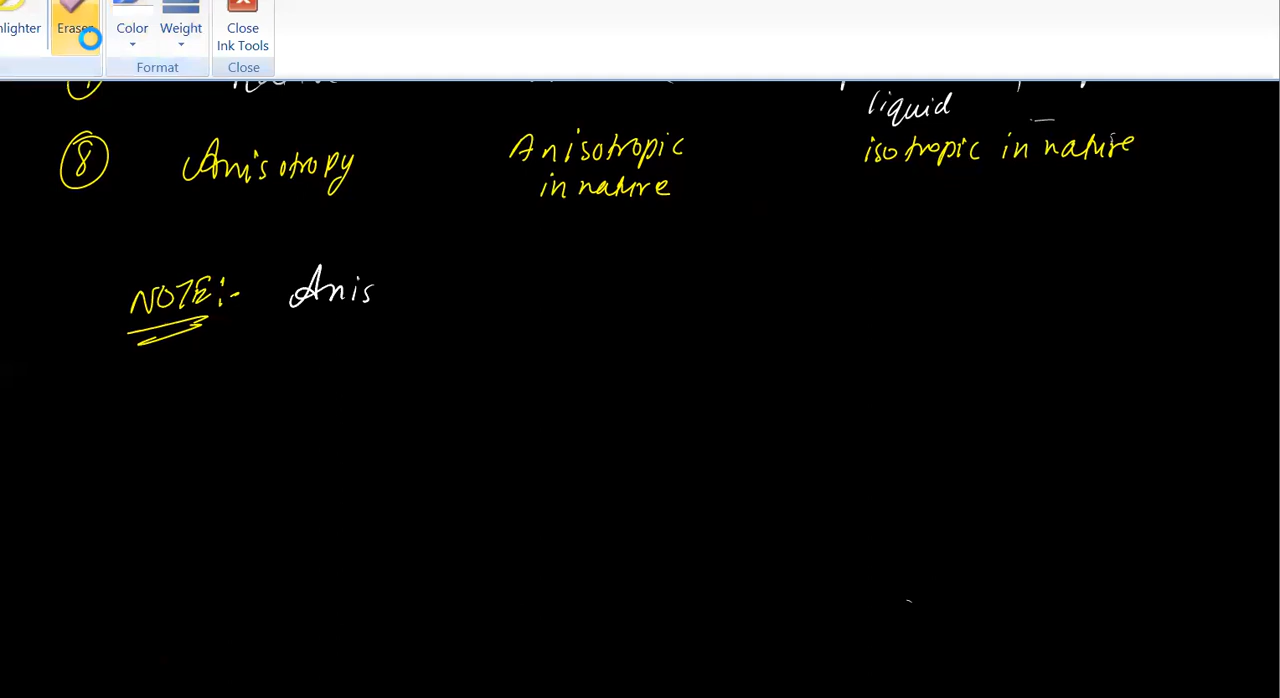 Eraser Color Weight Close
Ink Tools
Format Close
liquid
8 Anisotropy Anisotropic isotropic in nature
in nature
NOTE:- Anis